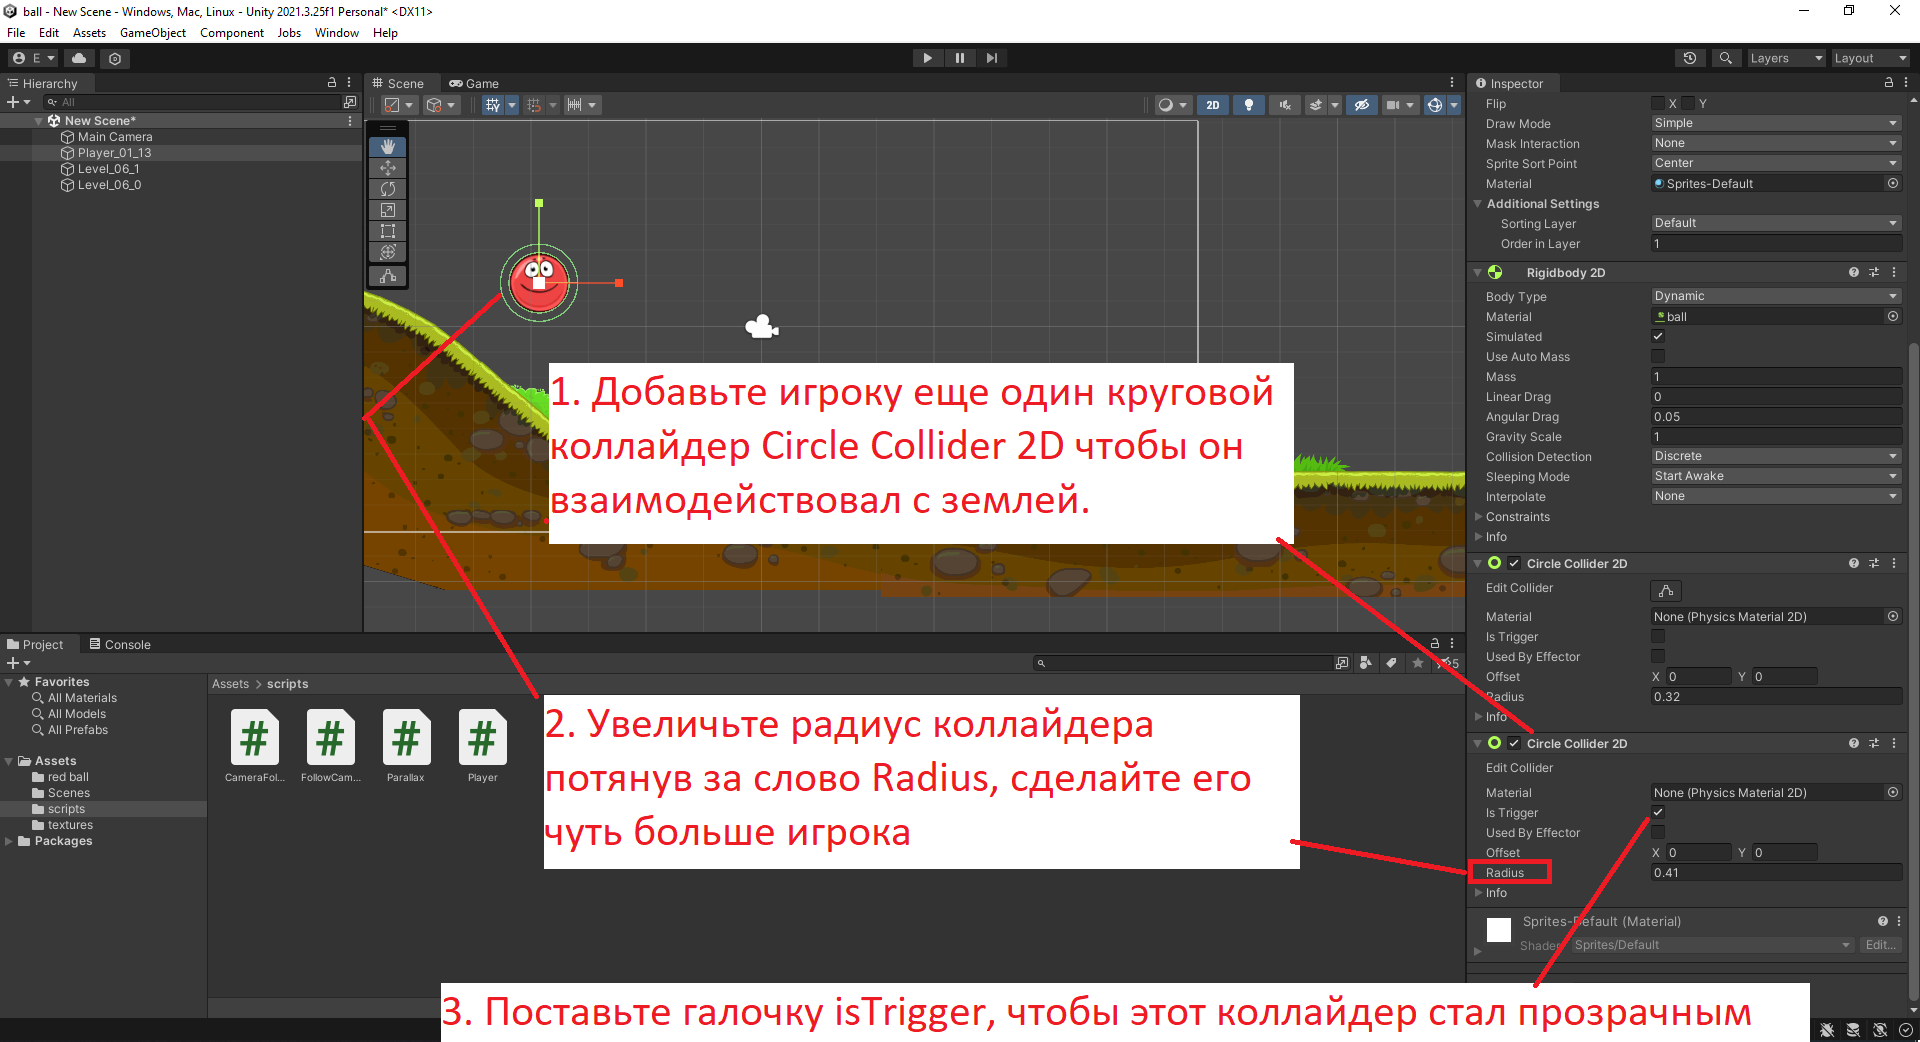 ball - New Scene - Windows, Mac, Linux - Unity 2021.3.25f1 Personal* <DX11>
File Edit Assets GameObject Component Jobs Window Help
E
Layers
Layout
Hierarchy
All
New Scene*
Main Camera
Player_01_13
Level_06_1
Level_06_0
Scene
Game
2D
1. Добавьте игроку еще один круговой
коллайдер Circle Collider 2D чтобы он
взаимодействовал с землей.
Inspector
Flip X Y
Draw Mode Simple
Mask Interaction None
Sprite Sort Point Center
Material Sprites-Default
Additional Settings
Sorting Layer Default
Order in Layer 1
Rigidbody 2D
Body Type Dynamic
Material ball
Simulated
Use Auto Mass
Mass 1
Linear Drag 0
Angular Drag 0.05
Gravity Scale 1
Collision Detection Discrete
Sleeping Mode Start Awake
Interpolate None
Constraints
Info
Circle Collider 2D
Edit Collider
Material None (Physics Material 2D)
Is Trigger
Used By Effector
Offset X 0 Y 0
Radius 0.32
Info
Circle Collider 2D
Edit Collider
Material None (Physics Material 2D)
Is Trigger
Used By Effector
Offset X 0 Y 0
Radius 0.41
Info
Sprites-Default (Material)
Shader Sprites/Default Edit...
Project
Console
5
Favorites
All Materials
All Models
All Prefabs
Assets
red ball
Scenes
scripts
textures
Packages
Assets > scripts
# # # #
CameraFol... FollowCam... Parallax Player
2. Увеличьте радиус коллайдера
потянув за слово Radius, сделайте его
чуть больше игрока
3. Поставьте галочку isTrigger, чтобы этот коллайдер стал прозрачным